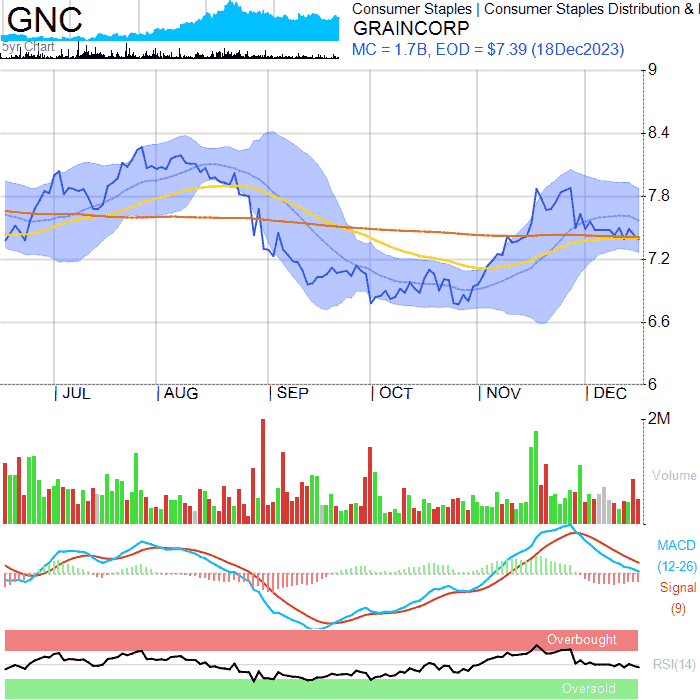 GNC
5yr Chart
Consumer Staples | Consumer Staples Distribution &
GRAINCORP
MC = 1.7B, EOD = $7.39 (18Dec2023)
9
8.4
7.8
7.2
6.6
6
| JUL | AUG | SEP | OCT | NOV | DEC
2M
Volume
MACD
(12-26)
Signal
(9)
Overbought
RSI(14)
Oversold